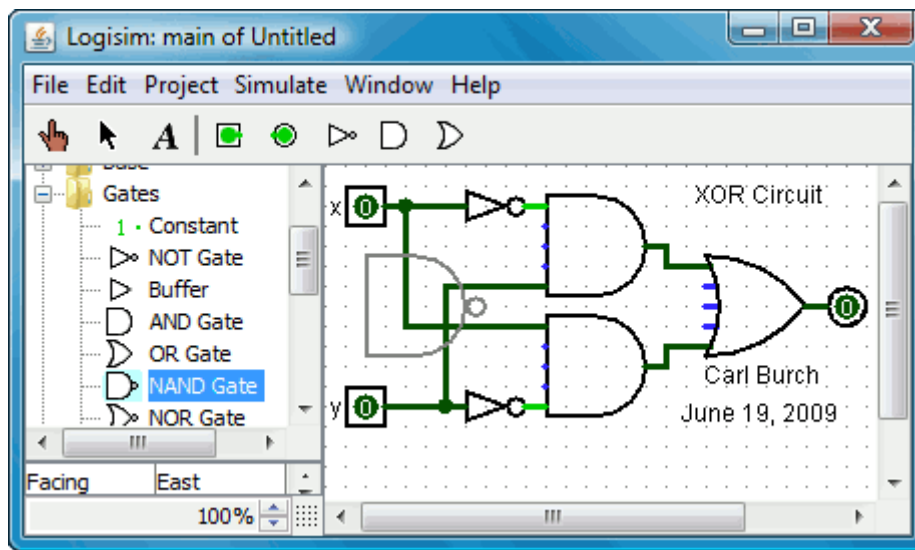 Logisim: main of Untitled
File Edit Project Simulate Window Help
A
Base
Gates
1 Constant
NOT Gate
Buffer
AND Gate
OR Gate
NAND Gate
NOR Gate
Facing East
100%
XOR Circuit
x 0
0
y 0
Carl Burch
June 19, 2009